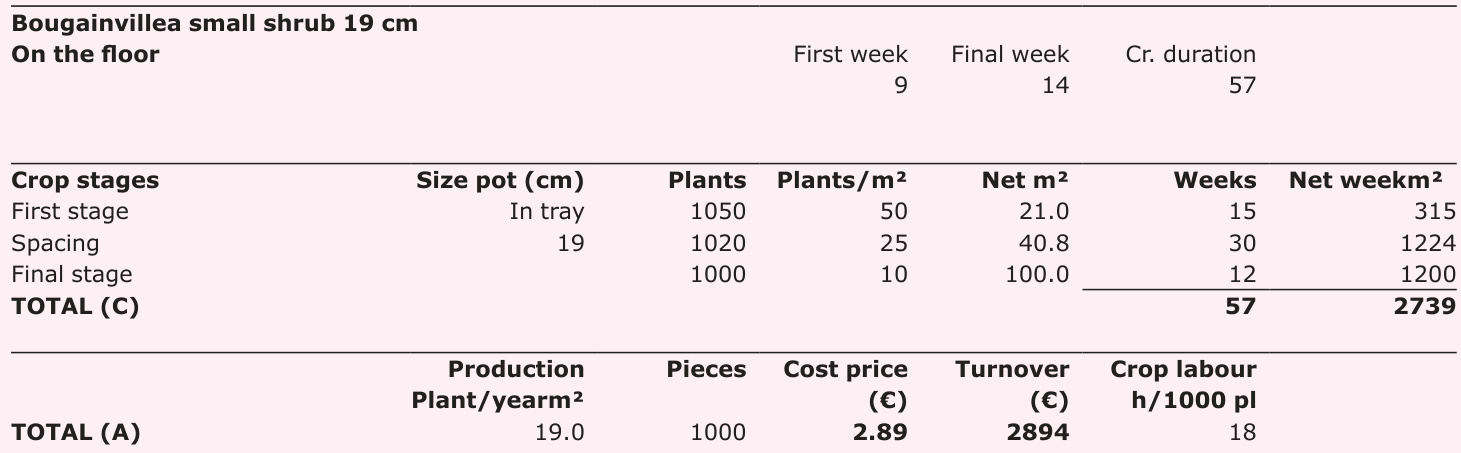 Bougainvillea small shrub 19 cm
On the floor First week Final week Cr. duration
9 14 57
Crop stages Size pot (cm) Plants Plants/m² Net m² Weeks Net weekm²
First stage In tray 1050 50 21.0 15 315
Spacing 19 1020 25 40.8 30 1224
Final stage 1000 10 100.0 12 1200
TOTAL (C) 57 2739
Production Pieces Cost price Turnover Crop labour
Plant/yearm² (€) (€) h/1000 pl
TOTAL (A) 19.0 1000 2.89 2894 18